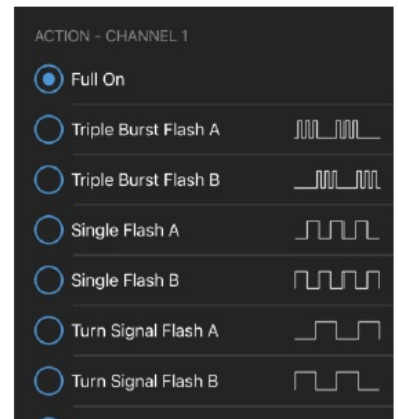 ACTION - CHANNEL 1
Full On
Triple Burst Flash A
Triple Burst Flash B
Single Flash A
Single Flash B
Turn Signal Flash A
Turn Signal Flash B